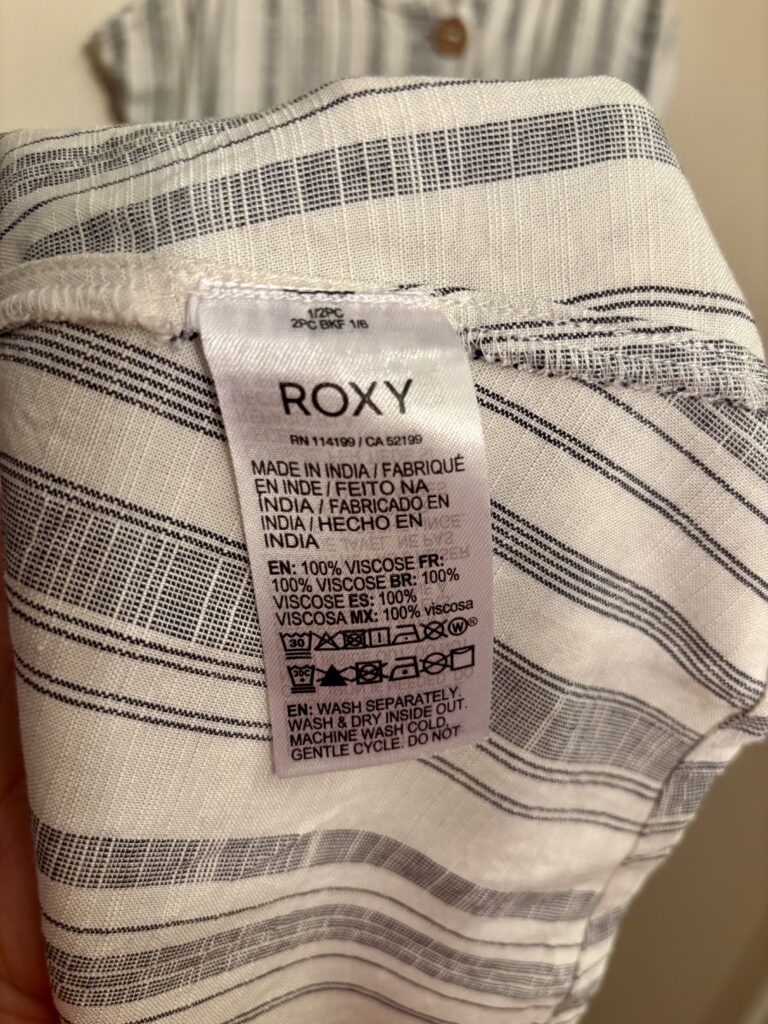 1/2PC
2PC BKF 1/6
ROXY
RN 114199 / CA 52199
MADE IN INDIA / FABRIQUÉ
EN INDE / FEITO NA
ÍNDIA / FABRICADO EN
INDIA / HECHO EN
INDIA
EN: 100% VISCOSE FR:
100% VISCOSE BR: 100%
VISCOSE ES: 100%
VISCOSA MX: 100% viscosa
30 W®
30C
EN: WASH SEPARATELY.
WASH & DRY INSIDE OUT.
MACHINE WASH COLD,
GENTLE CYCLE. DO NOT